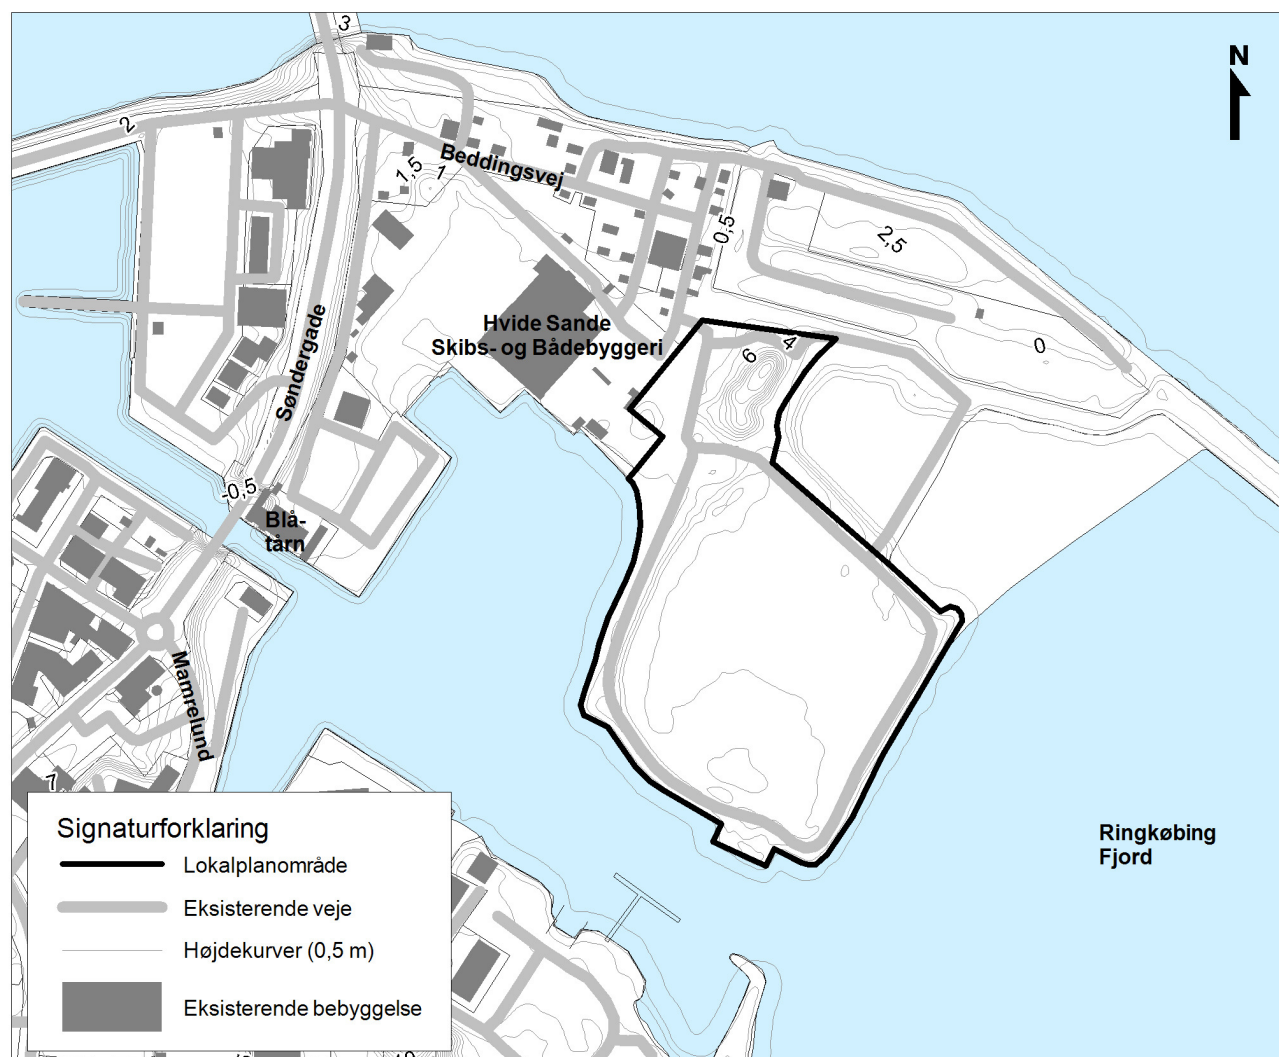 3
N
2
Beddingsvej
1,5
1
0,5
2,5
0
Hvide Sande
Skibs- og Bådebyggeri
6
4
Søndergade
-0,5
Blå-
tårn
Mamrelund
7
Ringkøbing
Fjord
Signaturforklaring
Lokalplanområde
Eksisterende veje
Højdekurver (0,5 m)
Eksisterende bebyggelse